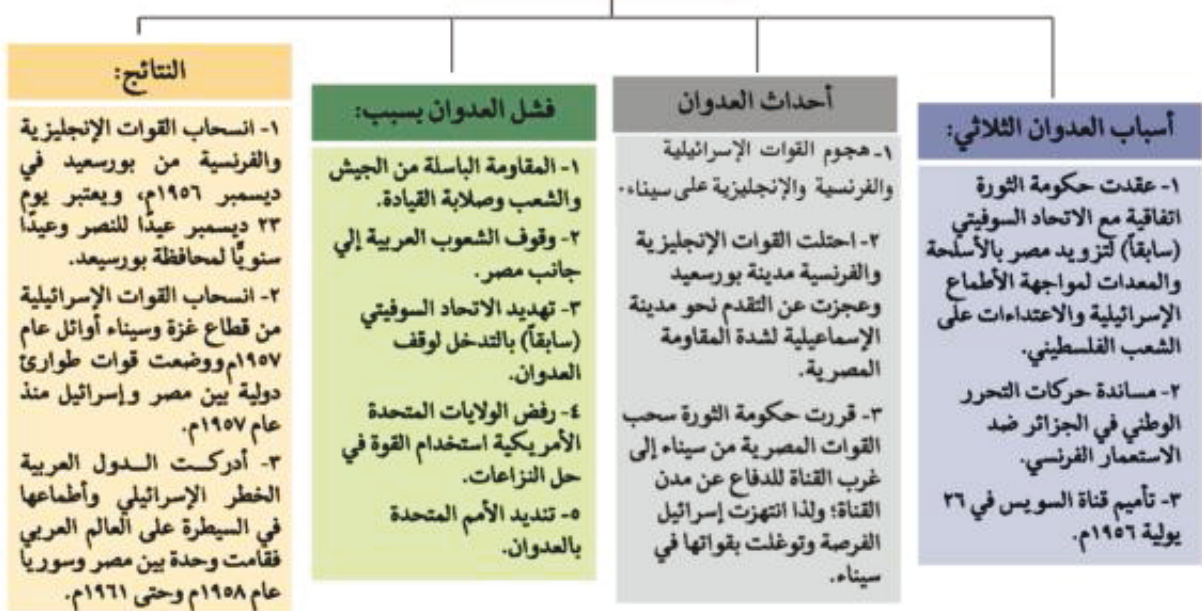 أسباب العدوان الثلاثي:
١- عقدت حكومة الثورة
اتفاقية مع الاتحاد السوفيتي
(سابقاً) لتزويد مصر بالأسلحة
والمعدات لمواجهة الأطماع
الإسرائيلية والاعتداءات على
الشعب الفلسطيني.
٢- مساندة حركات التحرر
الوطني في الجزائر ضد
الاستعمار الفرنسي.
٣- تأميم قناة السويس في ٢٦
يولية ١٩٥٦م.
أحداث العدوان
١- هجوم القوات الإسرائيلية
والفرنسية والإنجليزية على سيناء.
٢- احتلت القوات الإنجليزية
والفرنسية مدينة بورسعيد
وعجزت عن التقدم نحو مدينة
الإسماعيلية لشدة المقاومة
المصرية.
٣- قررت حكومة الثورة سحب
القوات المصرية من سيناء إلى
غرب القناة للدفاع عن مدن
القناة؛ ولذا انتهزت إسرائيل
الفرصة وتوغلت بقواتها في
سيناء.
فشل العدوان بسبب:
١- المقاومة الباسلة من الجيش
والشعب وصلابة القيادة.
٢- وقوف الشعوب العربية إلي
جانب مصر.
٣- تهديد الاتحاد السوفيتي
(سابقاً) بالتدخل لوقف
العدوان.
٤- رفض الولايات المتحدة
الأمريكية استخدام القوة في
حل النزاعات.
٥- تنديد الأمم المتحدة
بالعدوان.
النتائج:
١- انسحاب القوات الإنجليزية
والفرنسية من بورسعيد في
ديسمبر ١٩٥٦م، ويعتبر يوم
٢٣ ديسمبر عيدًا للنصر وعيدًا
سنويًّا لمحافظة بورسيعد.
٢- انسحاب القوات الإسرائيلية
من قطاع غزة وسيناء أوائل عام
١٩٥٧م ووضعت قوات طوارئ
دولية بين مصر وإسرائيل منذ
عام ١٩٥٧م.
٣- أدركت الدول العربية
الخطر الإسرائيلي وأطماعها
في السيطرة على العالم العربي
فقامت وحدة بين مصر وسوريا
عام ١٩٥٨م وحتى ١٩٦١م.